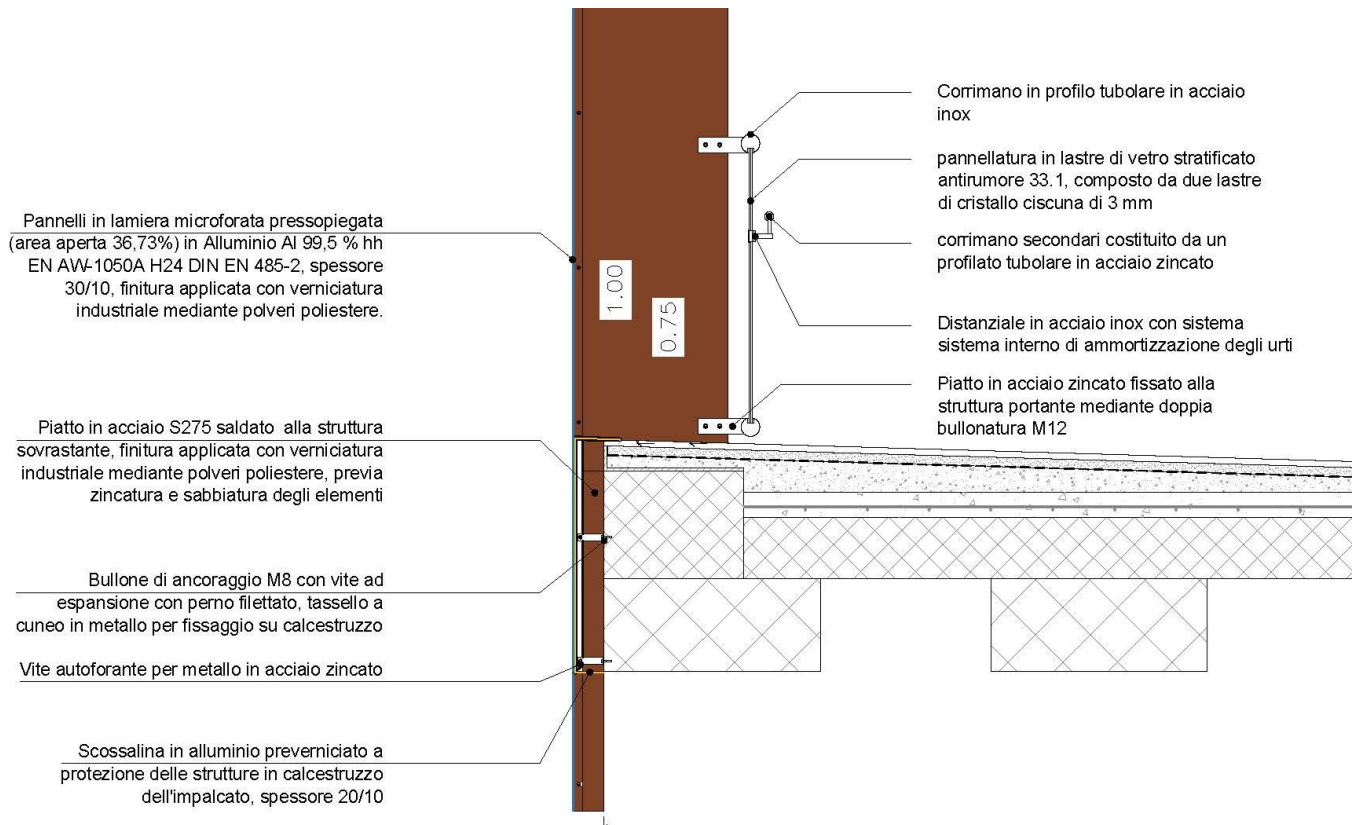 Pannelli in lamiera microforata pressopiegata
(area aperta 36,73%) in Alluminio Al 99,5 % hh
EN AW-1050A H24 DIN EN 485-2, spessore
30/10, finitura applicata con verniciatura
industriale mediante polveri poliestere.
Piatto in acciaio S275 saldato alla struttura
sovrastante, finitura applicata con verniciatura
industriale mediante polveri poliestere, previa
zincatura e sabbiatura degli elementi
Bullone di ancoraggio M8 con vite ad
espansione con perno filettato, tassello a
cuneo in metallo per fissaggio su calcestruzzo
Vite autoforante per metallo in acciaio zincato
Scossalina in alluminio preverniciato a
protezione delle strutture in calcestruzzo
dell'impalcato, spessore 20/10
1.00
0.75
Corrimano in profilo tubolare in acciaio
inox
pannellatura in lastre di vetro stratificato
antirumore 33.1, composto da due lastre
di cristallo ciscuna di 3 mm
corrimano secondari costituito da un
profilato tubolare in acciaio zincato
Distanziale in acciaio inox con sistema
sistema interno di ammortizzazione degli urti
Piatto in acciaio zincato fissato alla
struttura portante mediante doppia
bullonatura M12